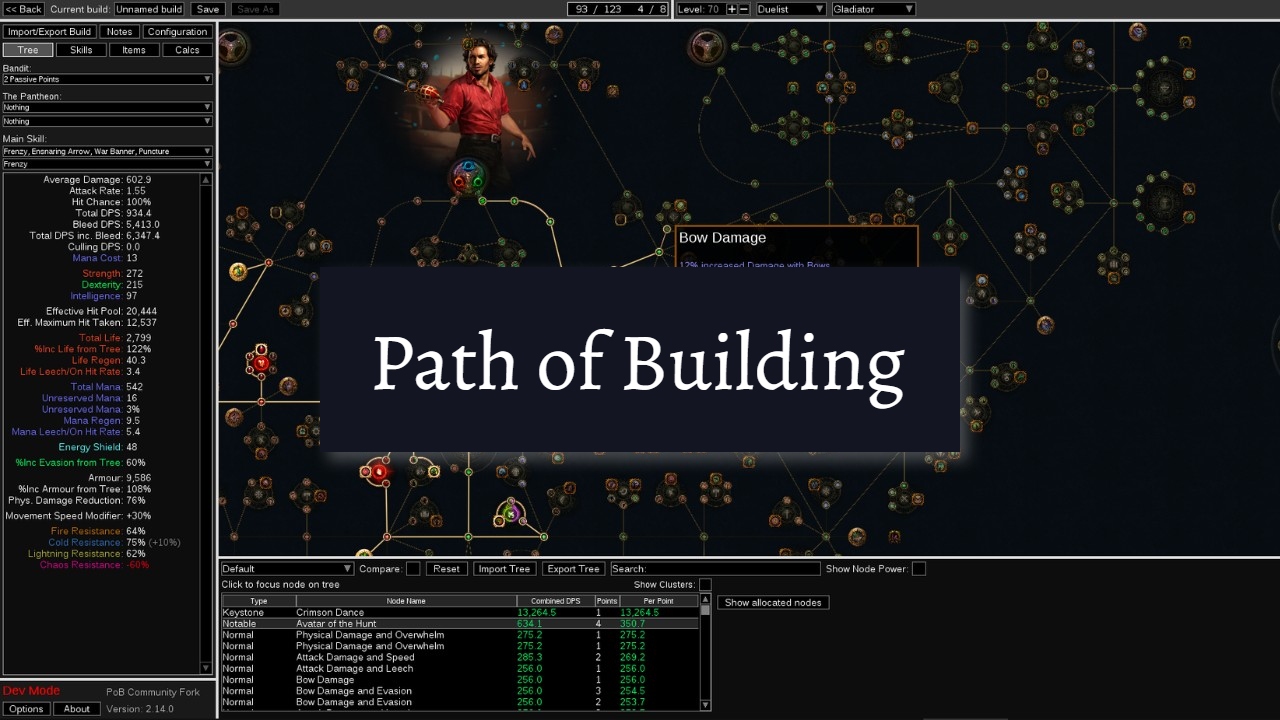 << Back Current build: Unnamed build Save Save As 93 / 123 4 / 8 Level: 70 + − Duelist Gladiator
Import/Export Build Notes Configuration
Tree Skills Items Calcs
Bandit:
2 Passive Points
The Pantheon:
Nothing
Nothing
Main Skill:
Frenzy, Ensnaring Arrow, War Banner, Puncture
Frenzy
Average Damage: 602.9
Attack Rate: 1.55
Hit Chance: 100%
Total DPS: 934.4
Bleed DPS: 5,413.0
Total DPS inc. Bleed: 6,347.4
Culling DPS: 0.0
Mana Cost: 13
Strength: 272
Dexterity: 215
Intelligence: 97
Effective Hit Pool: 20,444
Eff. Maximum Hit Taken: 12,537
Total Life: 2,799
%Inc Life from Tree: 122%
Life Regen: 40.3
Life Leech/On Hit Rate: 3.4
Total Mana: 542
Unreserved Mana: 16
Unreserved Mana: 3%
Mana Regen: 9.5
Mana Leech/On Hit Rate: 5.4
Energy Shield: 48
%Inc Evasion from Tree: 60%
Armour: 9,586
%Inc Armour from Tree: 108%
Phys. Damage Reduction: 76%
Movement Speed Modifier: +30%
Fire Resistance: 64%
Cold Resistance: 75% (+10%)
Lightning Resistance: 62%
Chaos Resistance: -60%
Dev Mode PoB Community Fork
Options About Version: 2.14.0
Bow Damage
12% increased Damage with Bows
Path of Building
Default Compare: Reset Import Tree Export Tree Search: Show Node Power:
Click to focus node on tree Show Clusters:
Type Node Name Combined DPS Points Per Point
Keystone Crimson Dance 13,264.5 1 13,264.5
Notable Avatar of the Hunt 634.1 4 350.7
Normal Physical Damage and Overwhelm 275.2 1 275.2
Normal Physical Damage and Overwhelm 275.2 1 275.2
Normal Attack Damage and Speed 285.3 2 269.2
Normal Attack Damage and Leech 256.0 1 256.0
Normal Bow Damage 256.0 1 256.0
Normal Bow Damage and Evasion 256.0 3 254.5
Normal Bow Damage and Evasion 256.0 2 253.7
Show allocated nodes